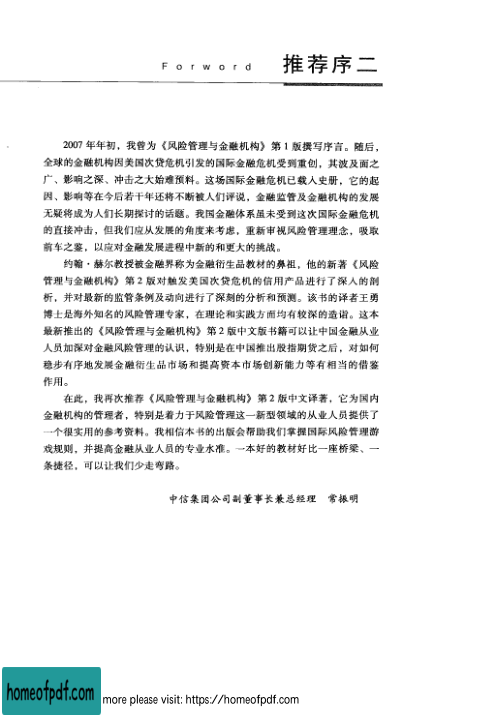 Forword 推荐序二
2007 年年初，我曾为《风险管理与金融机构》第 1 版撰写序言。随后，
全球的金融机构因美国次贷危机引发的国际金融危机受到重创，其波及面之
广、影响之深、冲击之大始难预料。这场国际金融危机已载入史册，它的起
因、影响等在今后若干年还将不断被人们评说，金融监管及金融机构的发展
无疑将成为人们长期探讨的话题。我国金融体系虽未受到这次国际金融危机
的直接冲击，但我们应从发展的角度来考虑，重新审视风险管理理念，吸取
前车之鉴，以应对金融发展进程中新的和更大的挑战。
约翰·赫尔教授被金融界称为金融衍生品教材的鼻祖，他的新著《风险
管理与金融机构》第 2 版对触发美国次贷危机的信用产品进行了深入的剖
析，并对最新的监管条例及动向进行了深刻的分析和预测。该书的译者王勇
博士是海外知名的风险管理专家，在理论和实践方面均有较深的造诣。这本
最新推出的《风险管理与金融机构》第 2 版中文版书籍可以让中国金融从业
人员加深对金融风险管理的认识，特别是在中国推出股指期货之后，对如何
稳步有序地发展金融衍生品市场和提高资本市场创新能力等有相当的借鉴
作用。
在此，我再次推荐《风险管理与金融机构》第 2 版中文译著，它为国内
金融机构的管理者，特别是着力于风险管理这一新型领域的从业人员提供了
一个很实用的参考资料。我相信本书的出版会帮助我们掌握国际风险管理游
戏规则，并提高金融从业人员的专业水准。一本好的教材好比一座桥梁、一
条捷径，可以让我们少走弯路。
中信集团公司副董事长兼总经理 常振明
homeofpdf.com more please visit: https://homeofpdf.com